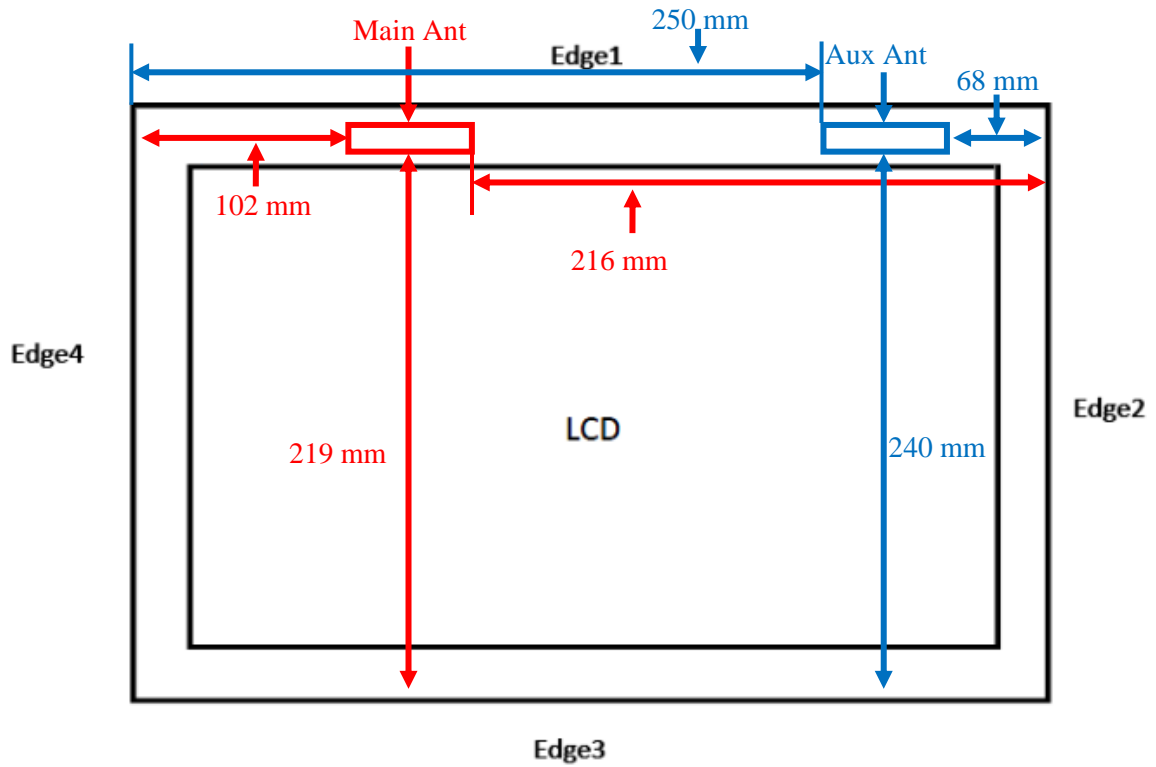 250 mm
Main Ant
Edge1
Aux Ant
68 mm
102 mm
216 mm
Edge4
Edge2
LCD
219 mm
240 mm
Edge3